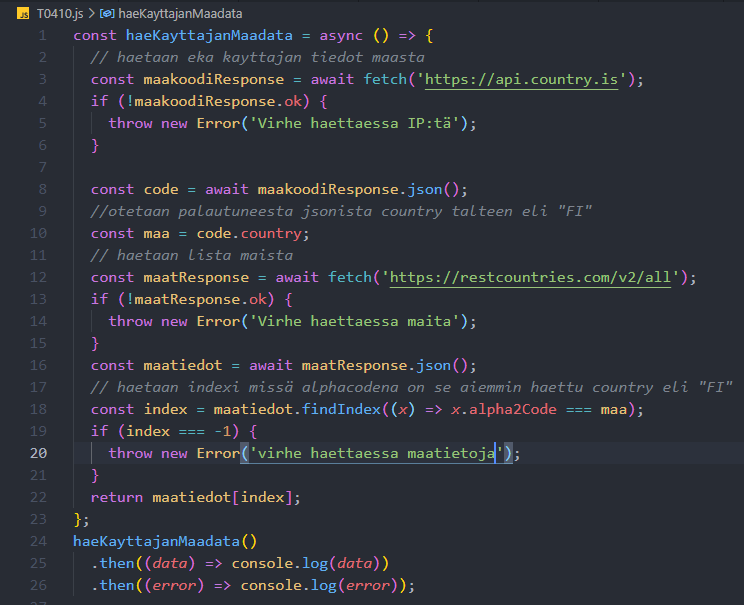 JS T0410.js > haeKayttajanMaadata
1 const haeKayttajanMaadata = async () => {
2 // haetaan eka kayttajan tiedot maasta
3 const maakoodiResponse = await fetch('https://api.country.is');
4 if (!maakoodiResponse.ok) {
5 throw new Error('Virhe haettaessa IP:tä');
6 }
7
8 const code = await maakoodiResponse.json();
9 //otetaan palautuneesta jsonista country talteen eli "FI"
10 const maa = code.country;
11 // haetaan lista maista
12 const maatResponse = await fetch('https://restcountries.com/v2/all');
13 if (!maatResponse.ok) {
14 throw new Error('Virhe haettaessa maita');
15 }
16 const maatiedot = await maatResponse.json();
17 // haetaan indexi missä alphacodena on se aiemmin haettu country eli "FI"
18 const index = maatiedot.findIndex((x) => x.alpha2Code === maa);
19 if (index === -1) {
20 throw new Error('virhe haettaessa maatietoja');
21 }
22 return maatiedot[index];
23 };
24 haeKayttajanMaadata()
25 .then((data) => console.log(data))
26 .then((error) => console.log(error));
27